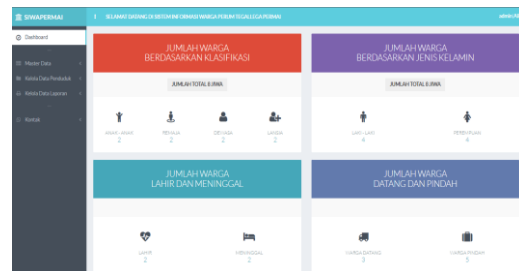 SIWAPERMAI
SELAMAT DATANG DI SISTEM INFORMASI WARGA PERUM TEGALLEGA PERMAI
Dashboard
Master Data
Kelola Data Penduduk
Kelola Data Laporan
Kontak
JUMLAH WARGA
BERDASARKAN KLASIFIKASI
JUMLAH TOTAL 8 JIWA
ANAK - ANAK
2
REMAJA
2
DEWASA
2
LANSIA
2
JUMLAH WARGA
BERDASARKAN JENIS KELAMIN
JUMLAH TOTAL 8 JIWA
LAKI - LAKI
4
PEREMPUAN
4
JUMLAH WARGA
LAHIR DAN MENINGGAL
LAHIR
2
MENINGGAL
2
JUMLAH WARGA
DATANG DAN PINDAH
WARGA DATANG
3
WARGA PINDAH
5